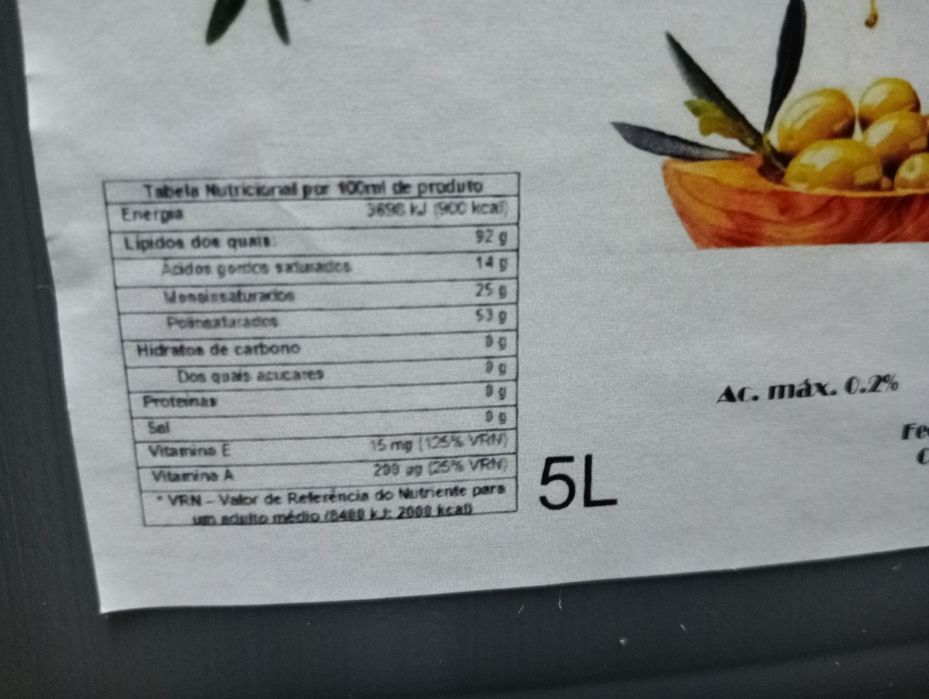 Tabela Nutricional por 100ml de produto
Energia 3698 kJ (900 kcal)
Lípidos dos quais:
92 g
Ácidos gordos saturados 14 g
Monoinsaturados 25 g
Polinsaturados 53 g
Hidratos de carbono 0 g
Dos quais açucares 0 g
Proteinas 0 g
Sal 0 g
Vitamina E 15 mg (125% VRN)
Vitamina A 200 µg (25% VRN)
* VRN – Valor de Referência do Nutriente para
um adulto médio (8400 kJ: 2000 kcal)
5L
Ac. máx. 0.2%